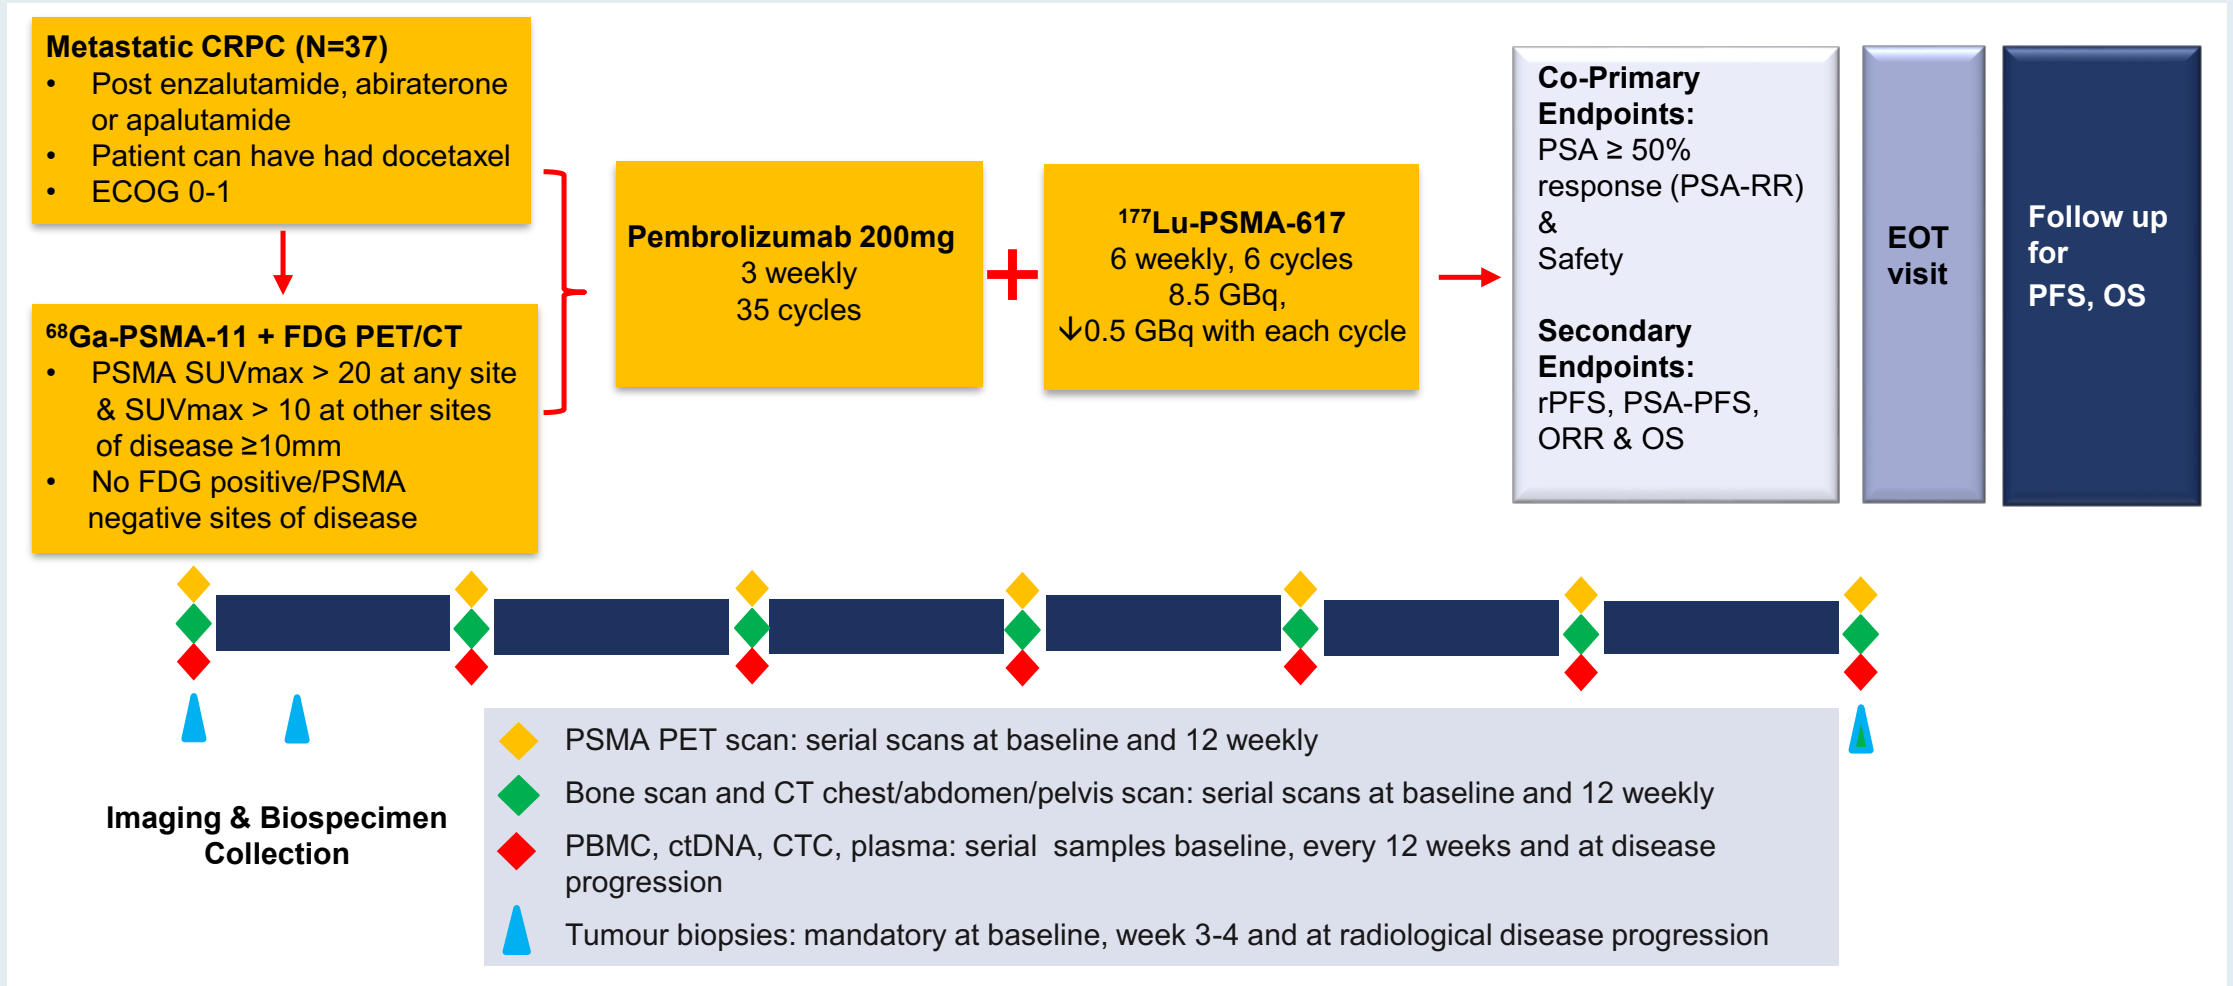 Metastatic CRPC (N=37)
• Post enzalutamide, abiraterone
or apalutamide
• Patient can have had docetaxel
• ECOG 0-1
⁶⁸Ga-PSMA-11 + FDG PET/CT
• PSMA SUVmax > 20 at any site
& SUVmax > 10 at other sites
of disease ≥10mm
• No FDG positive/PSMA
negative sites of disease
Pembrolizumab 200mg
3 weekly
35 cycles
+
¹⁷⁷Lu-PSMA-617
6 weekly, 6 cycles
8.5 GBq,
↓0.5 GBq with each cycle
Co-Primary
Endpoints:
PSA ≥ 50%
response (PSA-RR)
&
Safety
Secondary
Endpoints:
rPFS, PSA-PFS,
ORR & OS
EOT
visit
Follow up
for
PFS, OS
Imaging & Biospecimen
Collection
PSMA PET scan: serial scans at baseline and 12 weekly
Bone scan and CT chest/abdomen/pelvis scan: serial scans at baseline and 12 weekly
PBMC, ctDNA, CTC, plasma: serial samples baseline, every 12 weeks and at disease
progression
Tumour biopsies: mandatory at baseline, week 3-4 and at radiological disease progression